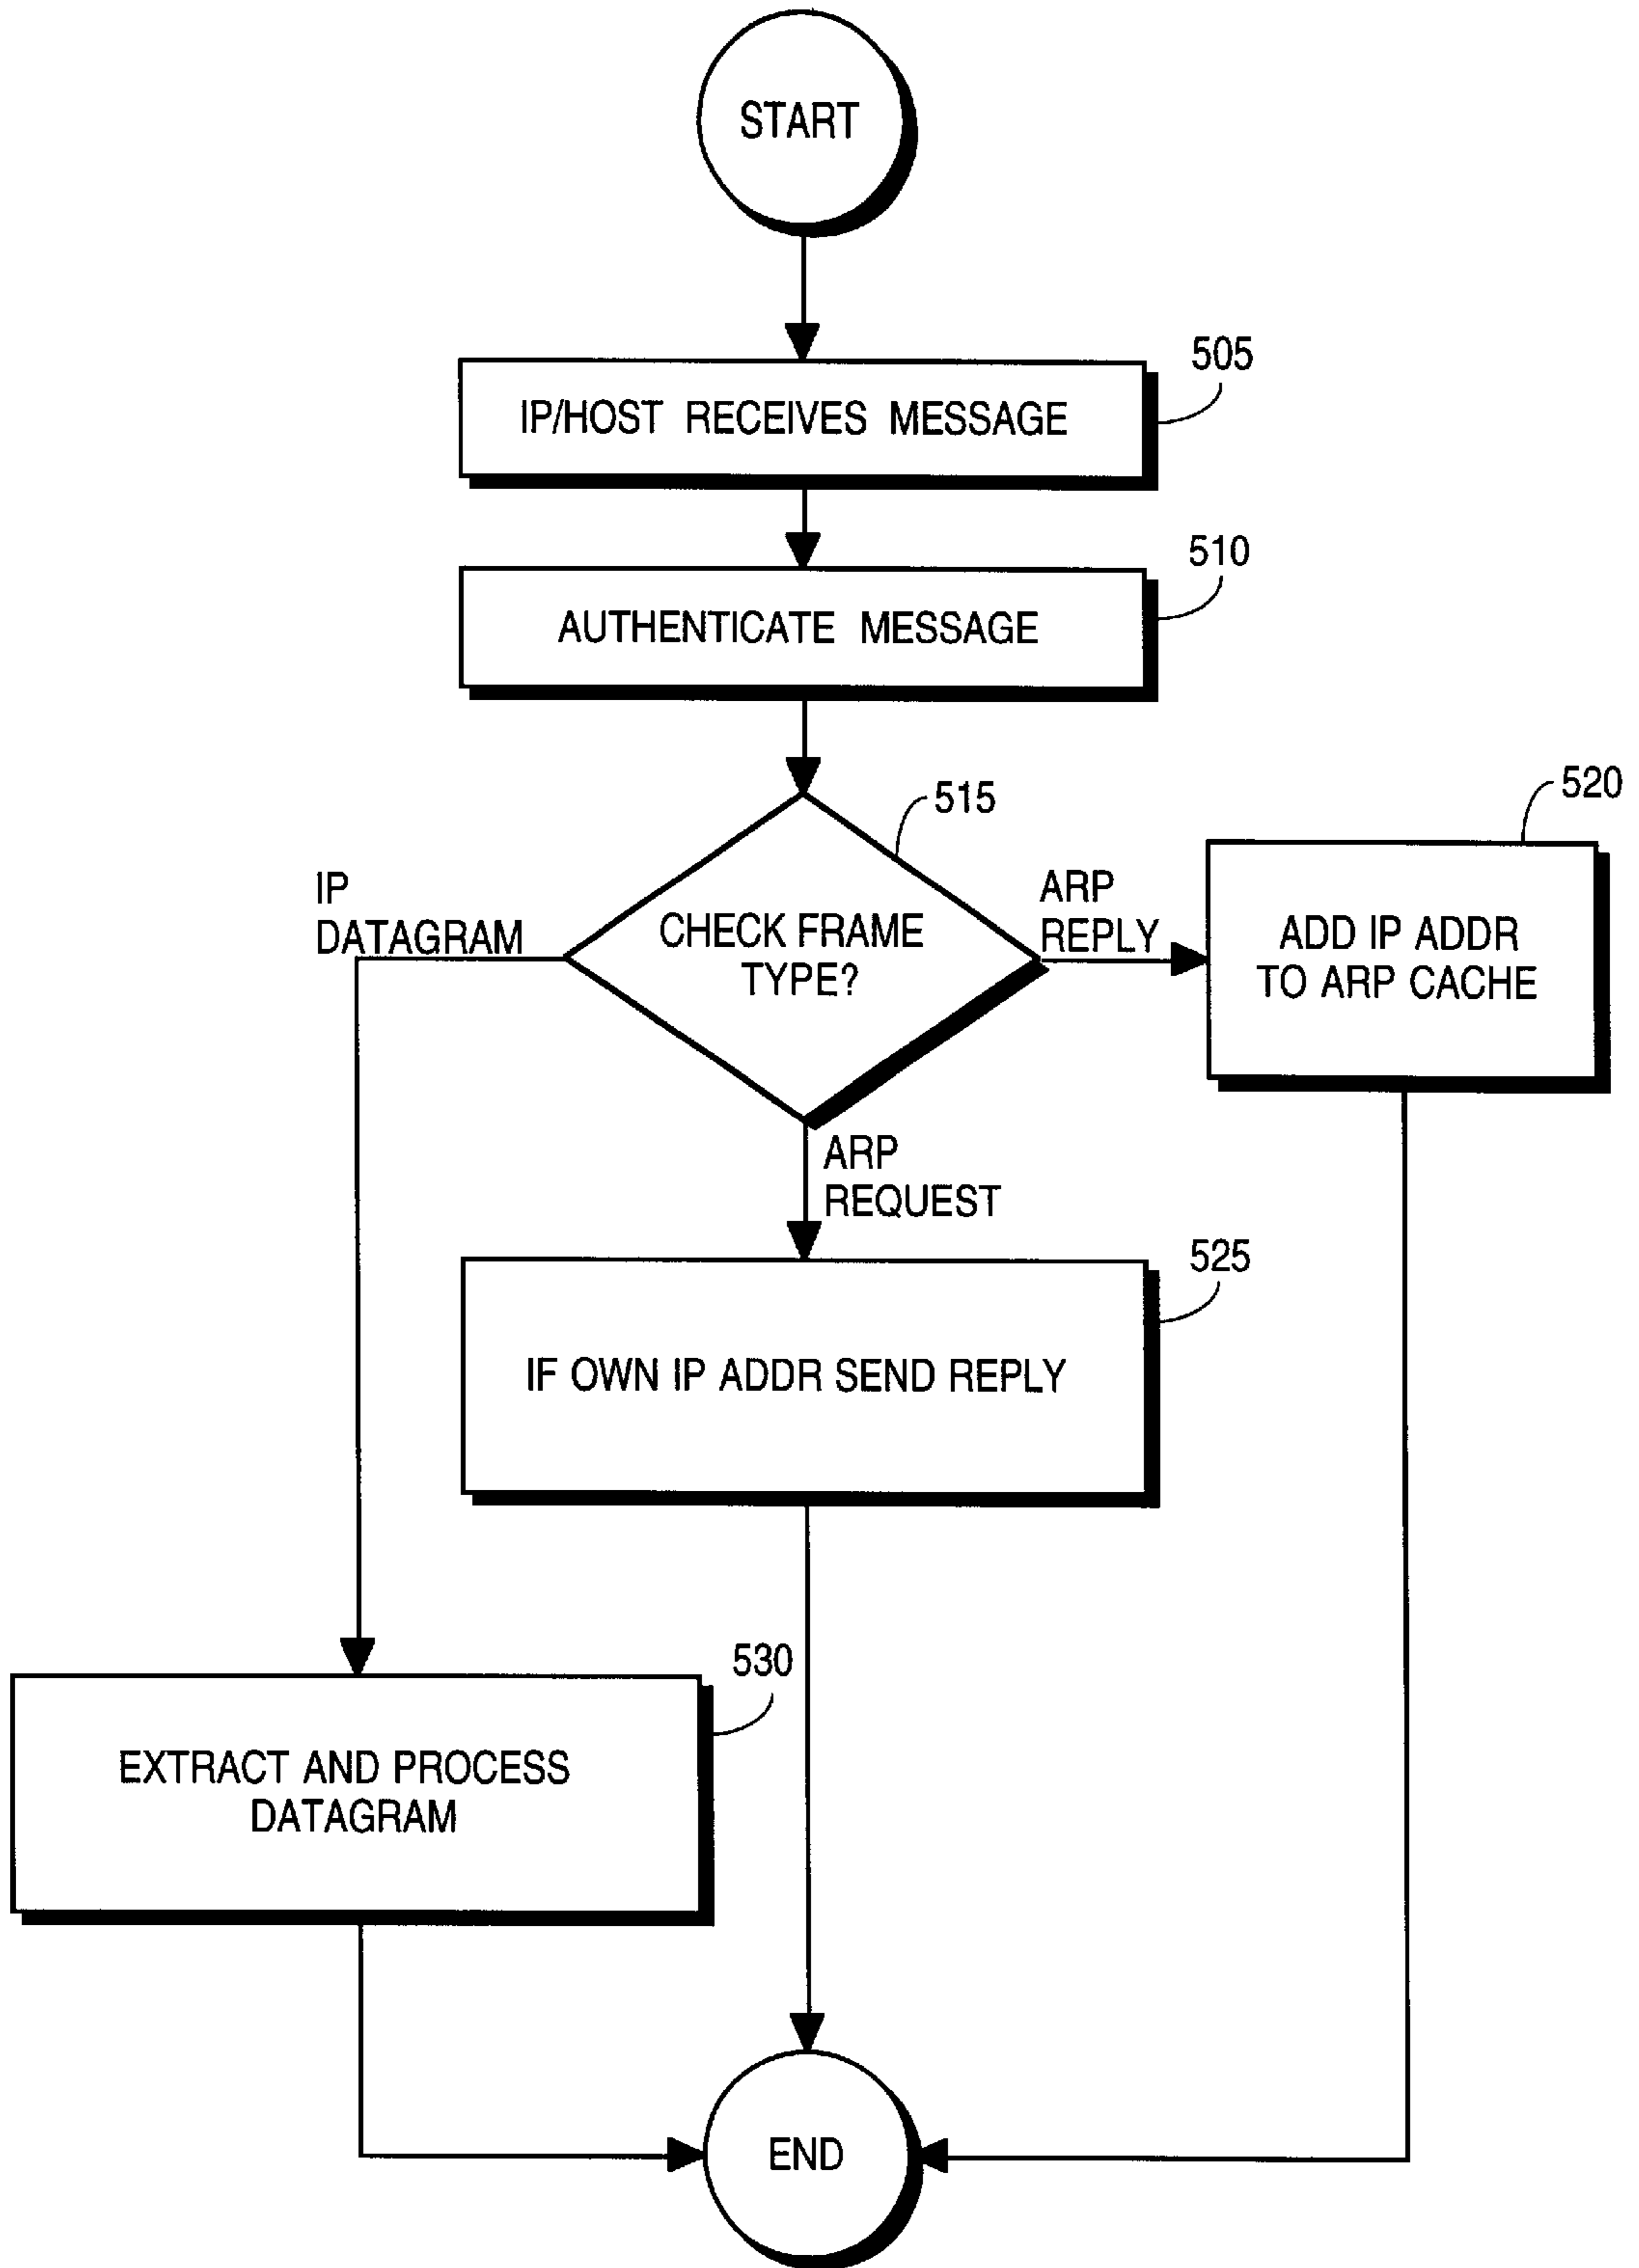 START
505
IP/HOST RECEIVES MESSAGE
510
AUTHENTICATE MESSAGE
515
520
IP
DATAGRAM
CHECK FRAME
TYPE?
ARP
REPLY
ADD IP ADDR
TO ARP CACHE
ARP
REQUEST
525
IF OWN IP ADDR SEND REPLY
530
EXTRACT AND PROCESS
DATAGRAM
END